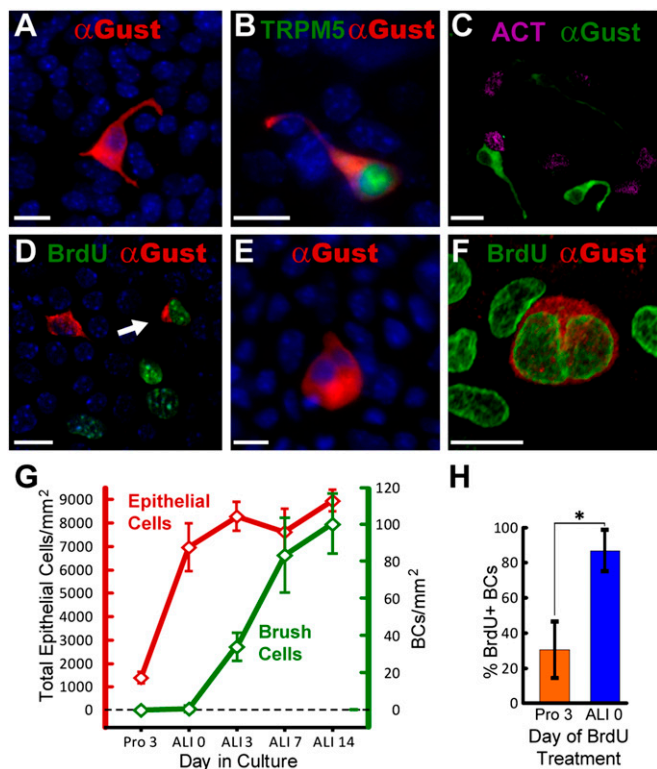 A αGust
B TRPM5 αGust
C ACT αGust
D BrdU αGust
E αGust
F BrdU αGust
G
Total Epithelial Cells/mm²
9000
8000
7000
6000
5000
4000
3000
2000
1000
0
Epithelial
Cells
Brush
Cells
120
100
80
60
40
20
0
BCs/mm²
Pro 3 ALI 0 ALI 3 ALI 7 ALI 14
Day in Culture
H
% BrdU+ BCs
100
80
60
40
20
0
*
Pro 3 ALI 0
Day of BrdU
Treatment